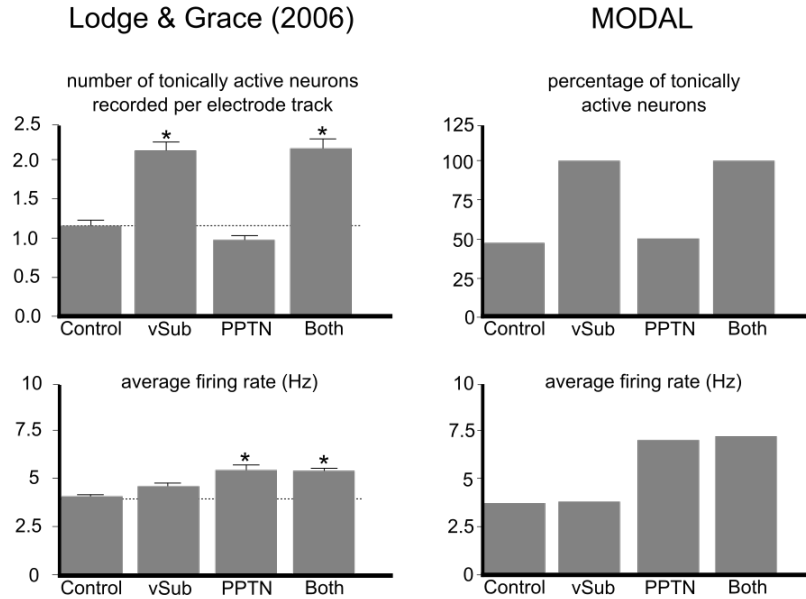 Lodge & Grace (2006)
MODAL
number of tonically active neurons
recorded per electrode track
2.5
2.0
1.5
1.0
0.5
0.0
*
*
Control vSub PPTN Both
percentage of tonically
active neurons
125
100
75
50
25
0
Control vSub PPTN Both
average firing rate (Hz)
10
7.5
5
2.5
0
*
*
Control vSub PPTN Both
average firing rate (Hz)
10
7.5
5
2.5
0
Control vSub PPTN Both